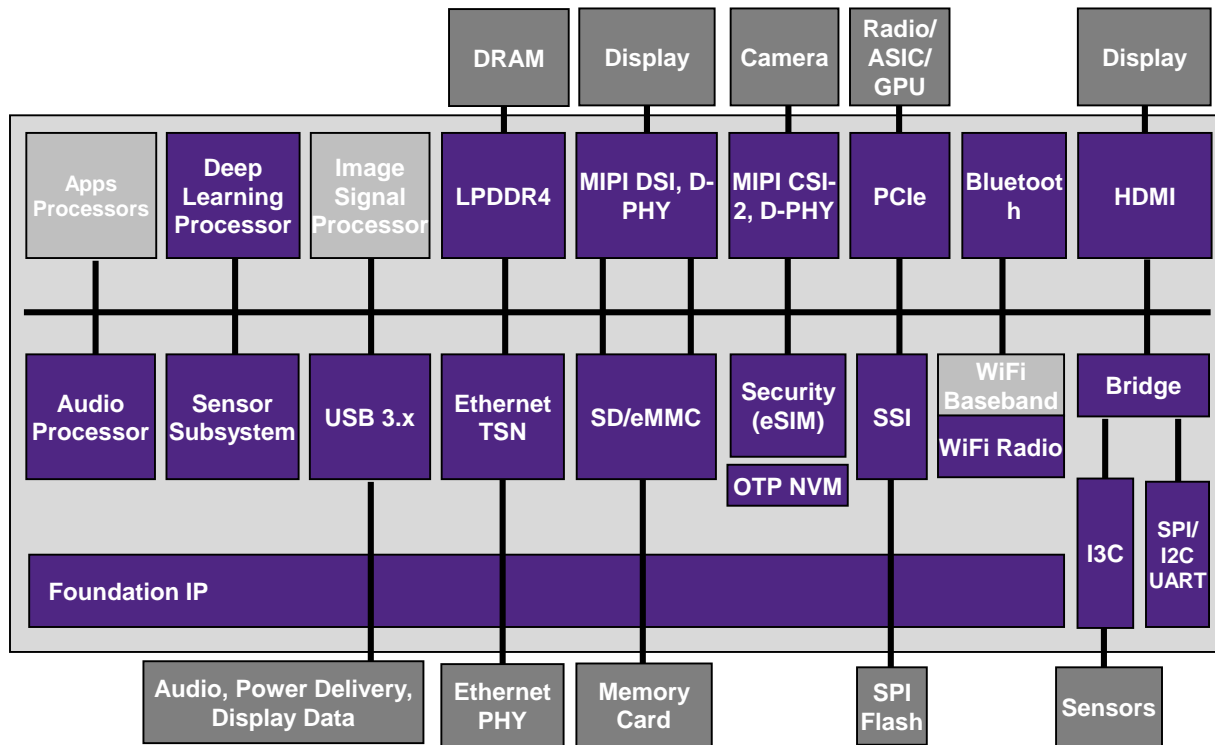 DRAM
Display
Camera
Radio/
ASIC/
GPU
Display
Apps
Processors
Deep
Learning
Processor
Image
Signal
Processor
LPDDR4
MIPI DSI, D-
PHY
MIPI CSI-
2, D-PHY
PCIe
Bluetoot
h
HDMI
Audio
Processor
Sensor
Subsystem
USB 3.x
Ethernet
TSN
SD/eMMC
Security
(eSIM)
OTP NVM
SSI
WiFi
Baseband
WiFi Radio
Bridge
I3C
SPI/
I2C
UART
Foundation IP
Audio, Power Delivery,
Display Data
Ethernet
PHY
Memory
Card
SPI
Flash
Sensors